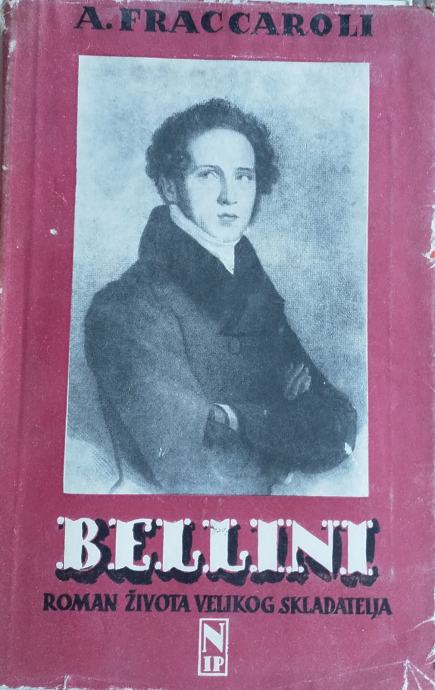 A. FRACCAROLI
BELLINI
ROMAN ŽIVOTA VELIKOG SKLADATELJA
N
IP